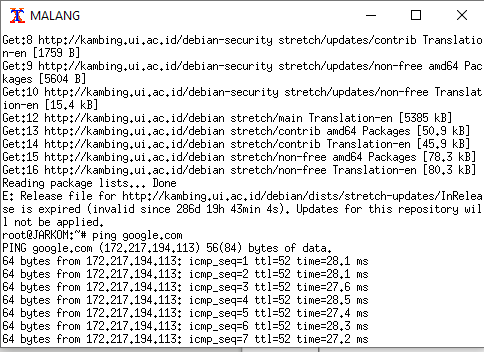 MALANG
Get:8 http://kambing.ui.ac.id/debian-security stretch/updates/contrib Translatio
n-en [1759 B]
Get:9 http://kambing.ui.ac.id/debian-security stretch/updates/non-free amd64 Pac
kages [5604 B]
Get:10 http://kambing.ui.ac.id/debian-security stretch/updates/non-free Translat
ion-en [15.4 kB]
Get:12 http://kambing.ui.ac.id/debian stretch/main Translation-en [5385 kB]
Get:13 http://kambing.ui.ac.id/debian stretch/contrib amd64 Packages [50.9 kB]
Get:14 http://kambing.ui.ac.id/debian stretch/contrib Translation-en [45.9 kB]
Get:15 http://kambing.ui.ac.id/debian stretch/non-free amd64 Packages [78.3 kB]
Get:16 http://kambing.ui.ac.id/debian stretch/non-free Translation-en [80.3 kB]
Reading package lists... Done
E: Release file for http://kambing.ui.ac.id/debian/dists/stretch-updates/InRelea
se is expired (invalid since 286d 19h 43min 4s). Updates for this repository wil
l not be applied.
root@JARKOM:~# ping google.com
PING google.com (172.217.194.113) 56(84) bytes of data.
64 bytes from 172.217.194.113: icmp_seq=1 ttl=52 time=28.1 ms
64 bytes from 172.217.194.113: icmp_seq=2 ttl=52 time=28.1 ms
64 bytes from 172.217.194.113: icmp_seq=3 ttl=52 time=27.6 ms
64 bytes from 172.217.194.113: icmp_seq=4 ttl=52 time=28.5 ms
64 bytes from 172.217.194.113: icmp_seq=5 ttl=52 time=27.4 ms
64 bytes from 172.217.194.113: icmp_seq=6 ttl=52 time=28.3 ms
64 bytes from 172.217.194.113: icmp_seq=7 ttl=52 time=27.2 ms